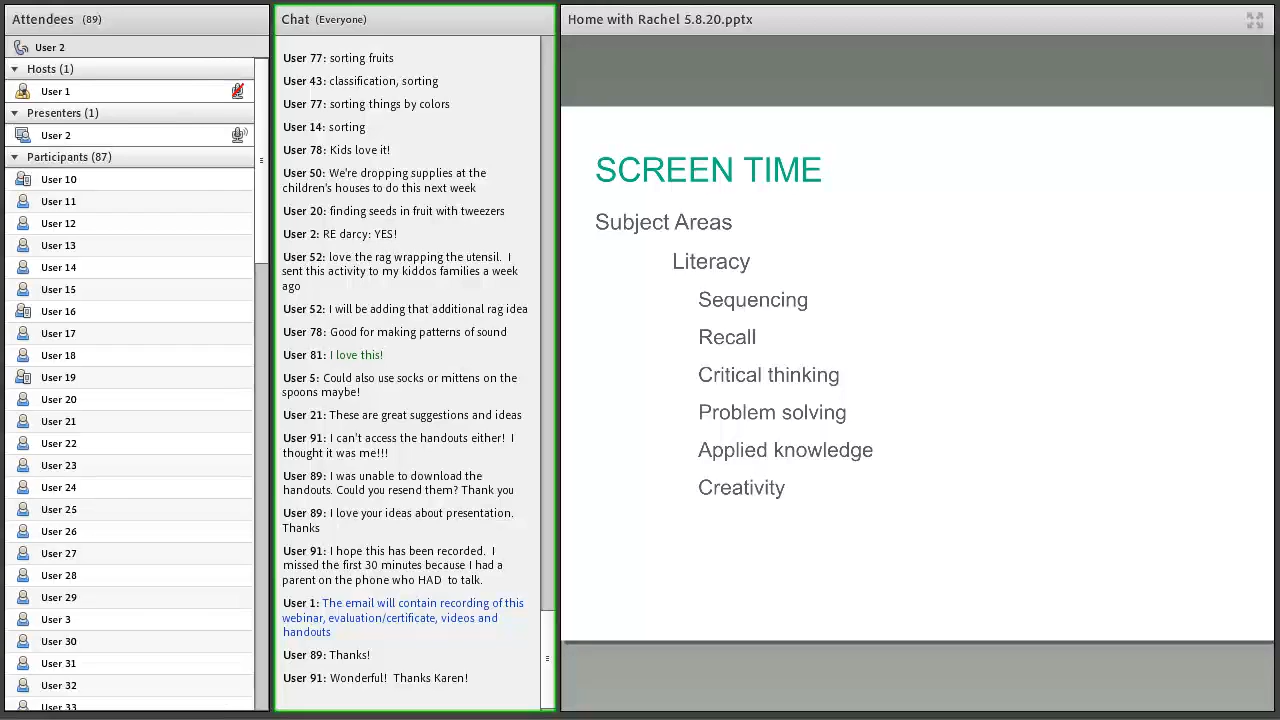 Attendees (89)
User 2
Hosts (1)
User 1
Presenters (1)
User 2
Participants (87)
User 10
User 11
User 12
User 13
User 14
User 15
User 16
User 17
User 18
User 19
User 20
User 21
User 22
User 23
User 24
User 25
User 26
User 27
User 28
User 29
User 3
User 30
User 31
User 32
User 33
Chat (Everyone)
User 77: sorting fruits
User 43: classification, sorting
User 77: sorting things by colors
User 14: sorting
User 78: Kids love it!
User 50: We're dropping supplies at the
children's houses to do this next week
User 20: finding seeds in fruit with tweezers
User 2: RE darcy: YES!
User 52: love the rag wrapping the utensil. I
sent this activity to my kiddos families a week
ago
User 52: I will be adding that additional rag idea
User 78: Good for making patterns of sound
User 81: I love this!
User 5: Could also use socks or mittens on the
spoons maybe!
User 21: These are great suggestions and ideas
User 91: I can't access the handouts either! I
thought it was me!!!
User 89: I was unable to download the
handouts. Could you resend them? Thank you
User 89: I love your ideas about presentation.
Thanks
User 91: I hope this has been recorded. I
missed the first 30 minutes because I had a
parent on the phone who HAD to talk.
User 1: The email will contain recording of this
webinar, evaluation/certificate, videos and
handouts
User 89: Thanks!
User 91: Wonderful! Thanks Karen!
Home with Rachel 5.8.20.pptx
SCREEN TIME
Subject Areas
Literacy
Sequencing
Recall
Critical thinking
Problem solving
Applied knowledge
Creativity